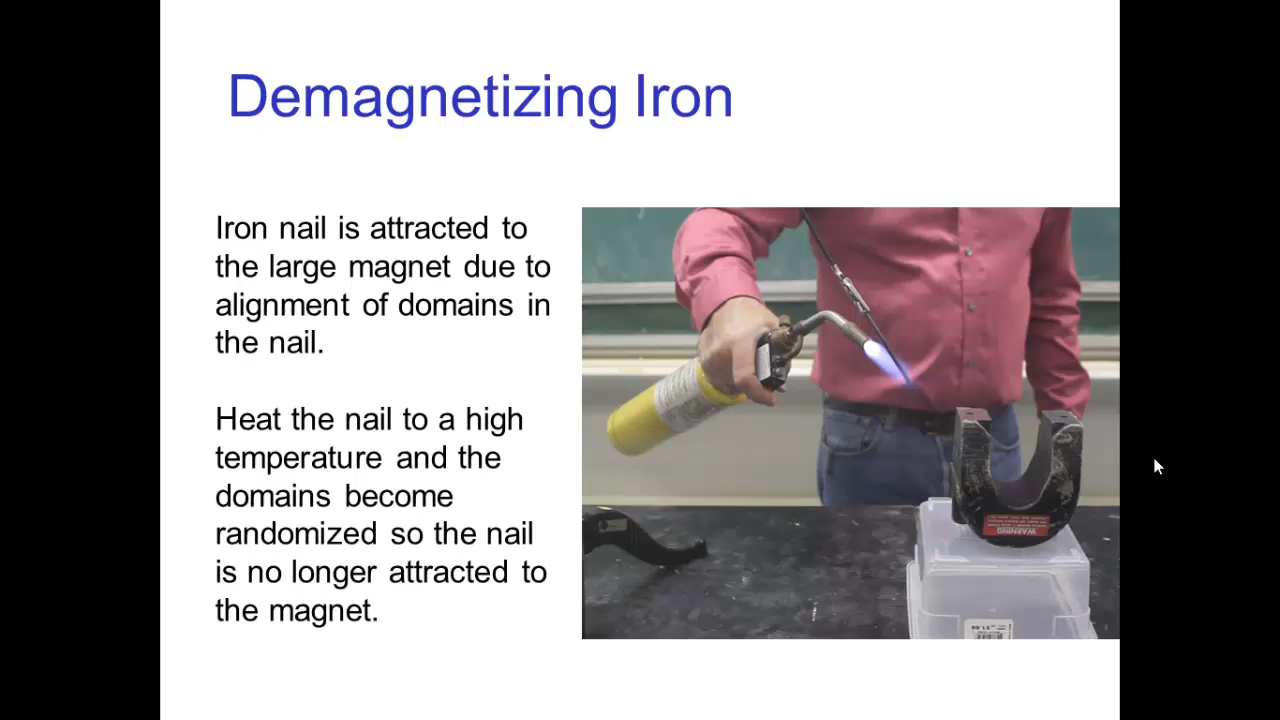 Demagnetizing Iron
Iron nail is attracted to
the large magnet due to
alignment of domains in
the nail.
Heat the nail to a high
temperature and the
domains become
randomized so the nail
is no longer attracted to
the magnet.
WARNING